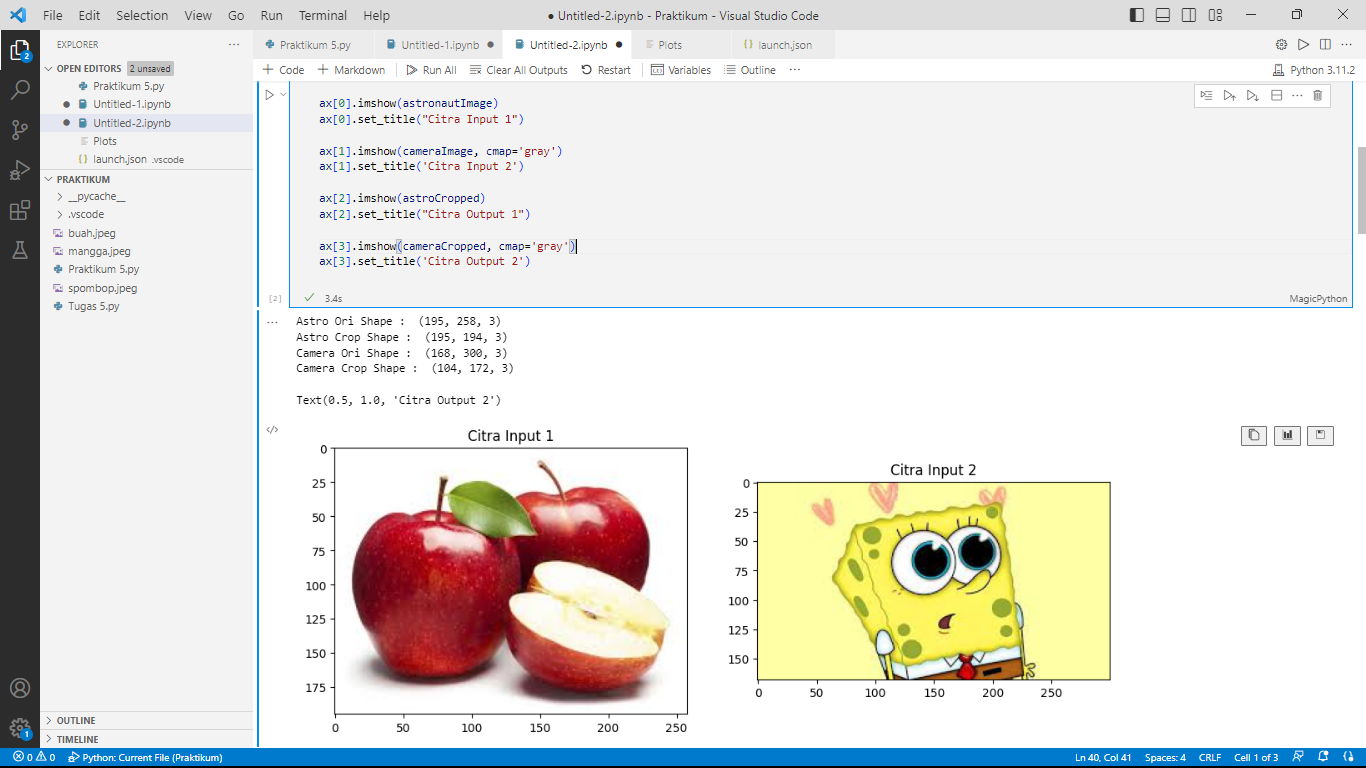 File Edit Selection View Go Run Terminal Help
● Untitled-2.ipynb - Praktikum - Visual Studio Code
EXPLORER
OPEN EDITORS 2 unsaved
Praktikum 5.py
Untitled-1.ipynb
Untitled-2.ipynb
Plots
launch.json .vscode
PRAKTIKUM
__pycache__
.vscode
buah.jpeg
mangga.jpeg
Praktikum 5.py
spombop.jpeg
Tugas 5.py
OUTLINE
TIMELINE
2
1
Praktikum 5.py Untitled-1.ipynb ● Untitled-2.ipynb ● Plots launch.json
+ Code + Markdown Run All Clear All Outputs Restart Variables Outline ... Python 3.11.2
ax[0].imshow(astronautImage)
ax[0].set_title("Citra Input 1")
ax[1].imshow(cameraImage, cmap='gray')
ax[1].set_title('Citra Input 2')
ax[2].imshow(astroCropped)
ax[2].set_title("Citra Output 1")
ax[3].imshow(cameraCropped, cmap='gray')
ax[3].set_title('Citra Output 2')
[2] ✓ 3.4s MagicPython
Astro Ori Shape :  (195, 258, 3)
Astro Crop Shape :  (195, 194, 3)
Camera Ori Shape :  (168, 300, 3)
Camera Crop Shape :  (104, 172, 3)
Text(0.5, 1.0, 'Citra Output 2')
Citra Input 1
0
25
50
75
100
125
150
175
0 50 100 150 200 250
Citra Input 2
0
25
50
75
100
125
150
0 50 100 150 200 250
0 0 Python: Current File (Praktikum) Ln 40, Col 41 Spaces: 4 CRLF Cell 1 of 3